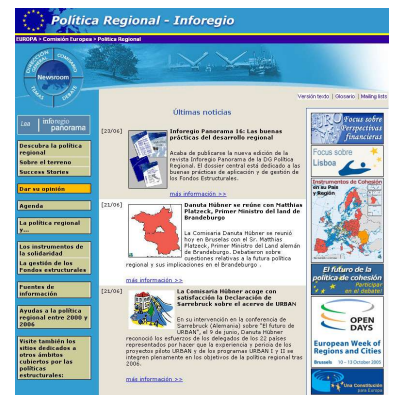 Política Regional - Inforegio
EUROPA > Comisión Europea > Política Regional
Newsroom
Versión texto | Glosario | Mailing lists
Lea inforegio
panorama
Descubra la política
regional
Sobre el terreno
Success Stories
Dar su opinión
Agenda
La política regional
y...
Los instrumentos de
la solidaridad
La gestión de los
Fondos estructurales
Fuentes de
información
Ayudas a la política
regional entre 2000 y
2006
Visite también los
sitios dedicados a
otros ámbitos
cubiertos por las
políticas
estructurales:
Últimas noticias
[23/06]
Inforegio Panorama 16: Las buenas
prácticas del desarrollo regional
Acaba de publicarse la nueva edición de la
revista Inforegio Panorama de la DG Política
Regional. El dossier central está dedicado a las
buenas prácticas de aplicación y de gestión de
los Fondos Estructurales.
más información >>
[21/06]
Danuta Hübner se reúne con Matthias
Platzeck, Primer Ministro del land de
Brandeburgo
La Comisaria Danuta Hübner se reunió
hoy en Bruselas con el Sr. Matthias
Platzeck, Primer Ministro del Land alemán
de Brandeburgo. Debatieron sobre
cuestiones relativas a la futura política
regional y sus implicaciones en el Brandeburgo .
más información >>
[21/06]
La Comisaria Hübner acoge con
satisfacción la Declaración de
Sarrebruck sobre el acervo de URBAN
En su intervención en la conferencia de
Sarrebruck (Alemania) sobre "El futuro de
URBAN", el 9 de junio, Danuta Hübner
reconoció los esfuerzos de los delegados de los 22 países
representados por hacer que la experiencia y pericia de los
proyectos piloto URBAN y de los programas URBAN I y II se
integren plenamente en los objetivos de la política regional tras
2006.
más información >>
Focus sobre
Perspectivas
financieras
Focus sobre
Lisboa
Instrumentos de Cohesión
en su País
y Región
El futuro de la
política de cohesión
Participar
en el debate!
OPEN
DAYS
European Week of
Regions and Cities
Brussels 10 - 13 October 2005
Una Constitución
para Europa